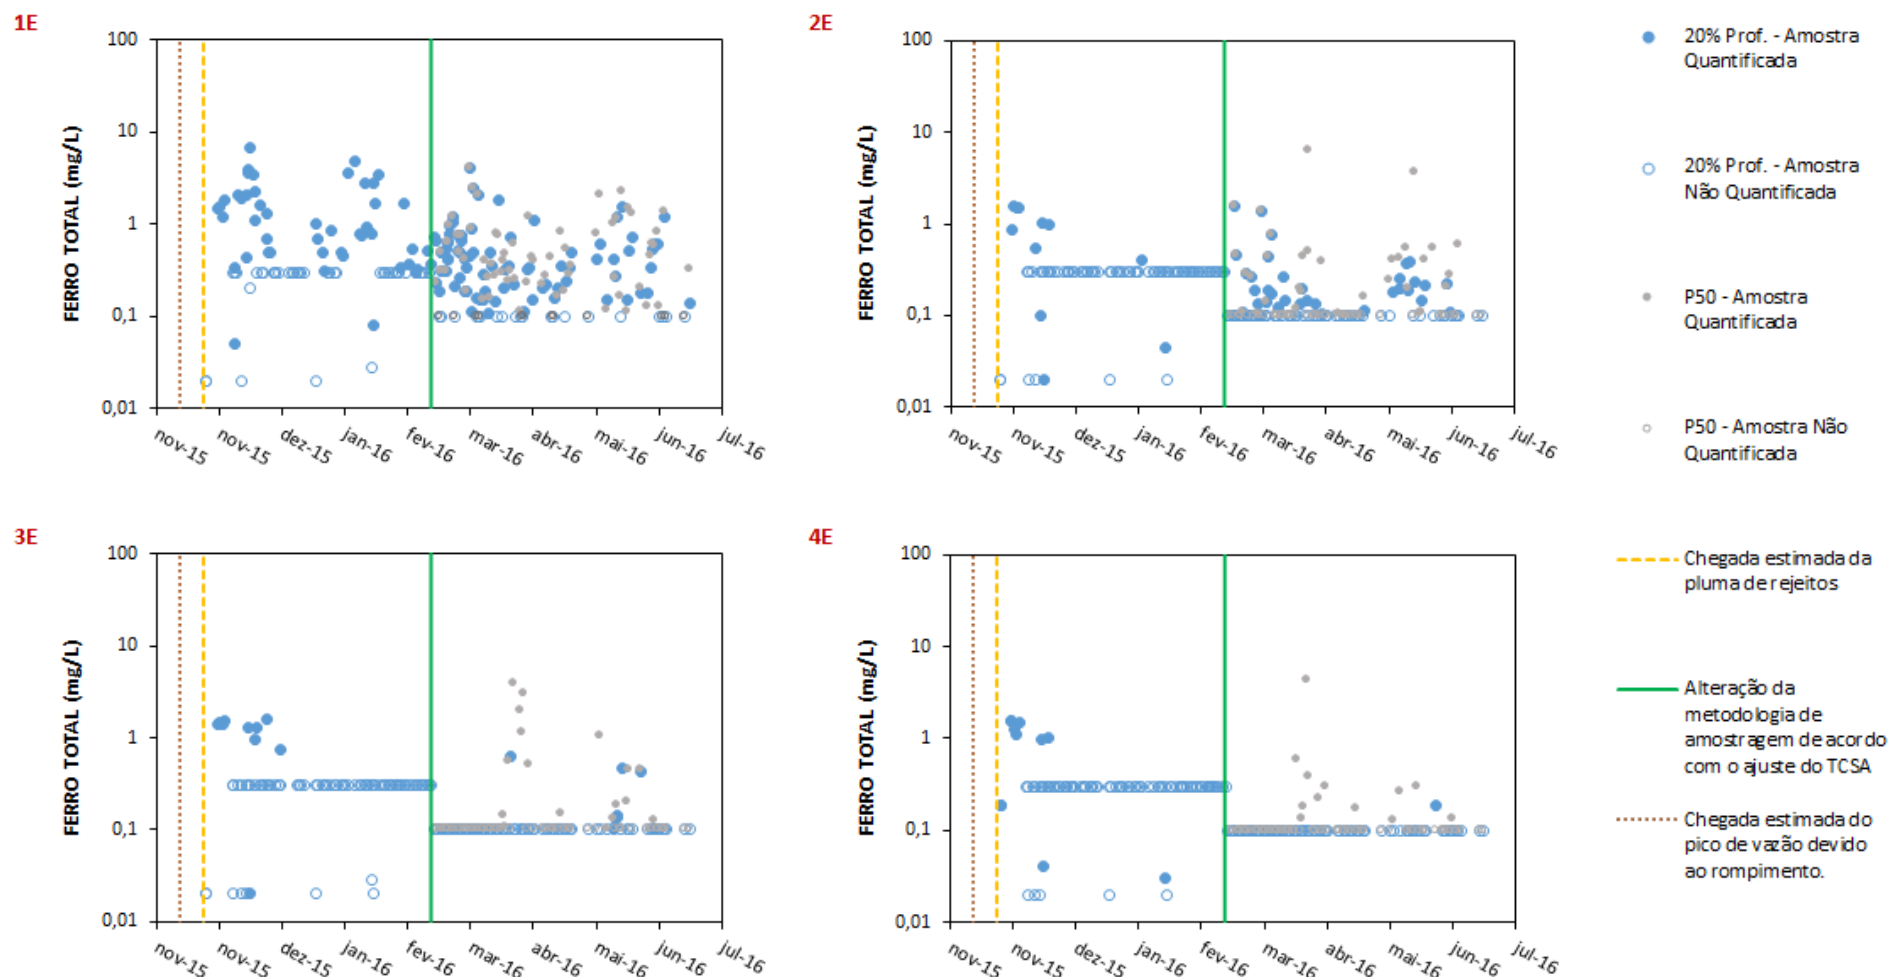 1E
FERRO TOTAL (mg/L)
100
10
1
0,1
0,01
nov-15
nov-15
dez-15
jan-16
fev-16
mar-16
abr-16
mai-16
jun-16
jul-16
2E
FERRO TOTAL (mg/L)
100
10
1
0,1
0,01
nov-15
nov-15
dez-15
jan-16
fev-16
mar-16
abr-16
mai-16
jun-16
jul-16
3E
FERRO TOTAL (mg/L)
100
10
1
0,1
0,01
nov-15
nov-15
dez-15
jan-16
fev-16
mar-16
abr-16
mai-16
jun-16
jul-16
4E
FERRO TOTAL (mg/L)
100
10
1
0,1
0,01
nov-15
nov-15
dez-15
jan-16
fev-16
mar-16
abr-16
mai-16
jun-16
jul-16
20% Prof. - Amostra
Quantificada
20% Prof. - Amostra
Não Quantificada
P50 - Amostra
Quantificada
P50 - Amostra Não
Quantificada
Chegada estimada da
pluma de rejeitos
Alteração da
metodologia de
amostragem de acordo
com o ajuste do TCSA
Chegada estimada do
pico de vazão devido
ao rompimento.